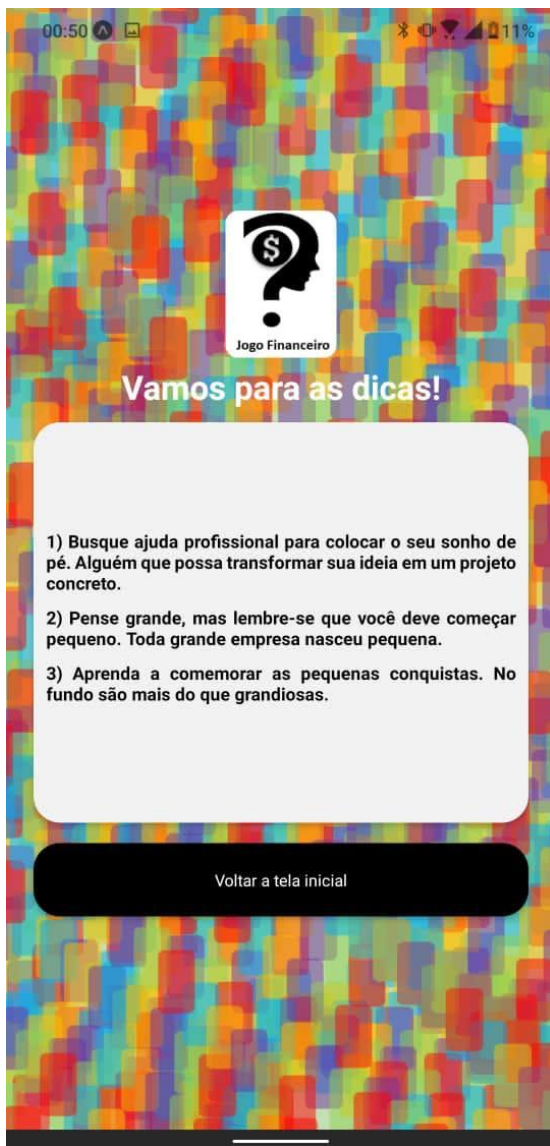 00:50
11%
$
Jogo Financeiro
Vamos para as dicas!
1) Busque ajuda profissional para colocar o seu sonho de
pé. Alguém que possa transformar sua ideia em um projeto
concreto.
2) Pense grande, mas lembre-se que você deve começar
pequeno. Toda grande empresa nasceu pequena.
3) Aprenda a comemorar as pequenas conquistas. No
fundo são mais do que grandiosas.
Voltar a tela inicial